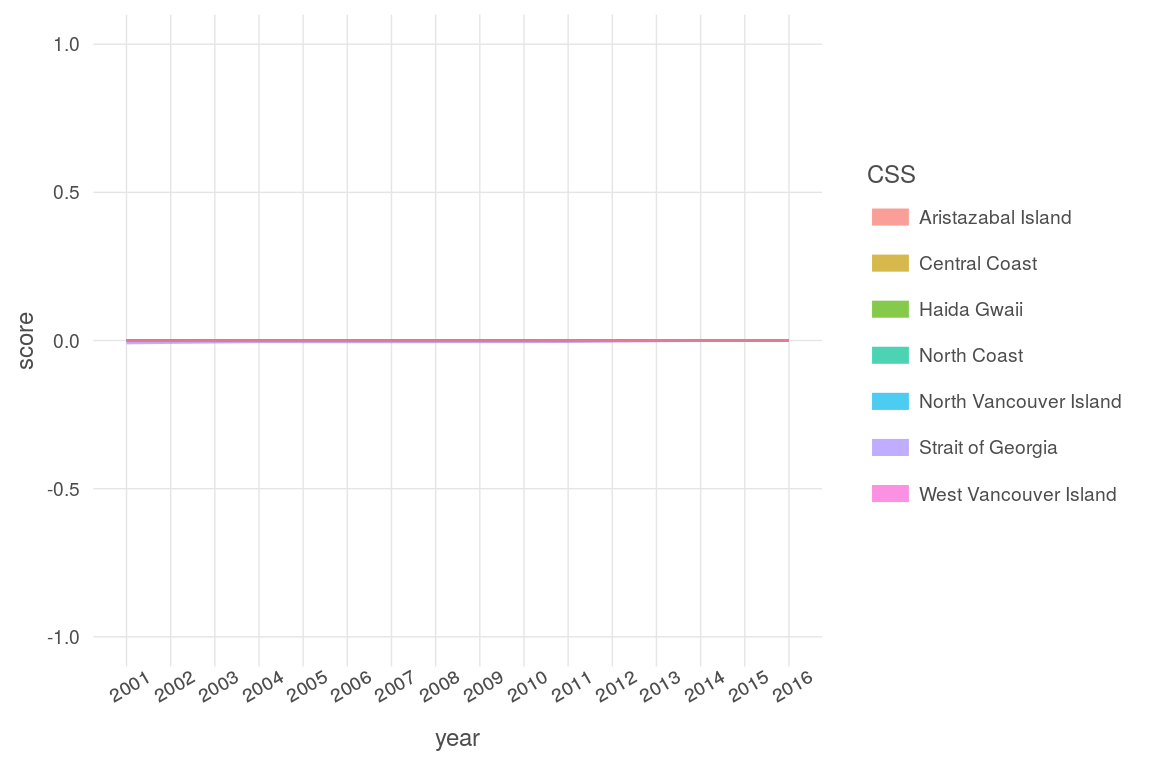 1.0
0.5
0.0
-0.5
-1.0
score
2001 2002 2003 2004 2005 2006 2007 2008 2009 2010 2011 2012 2013 2014 2015 2016
year
CSS
Aristazabal Island
Central Coast
Haida Gwaii
North Coast
North Vancouver Island
Strait of Georgia
West Vancouver Island